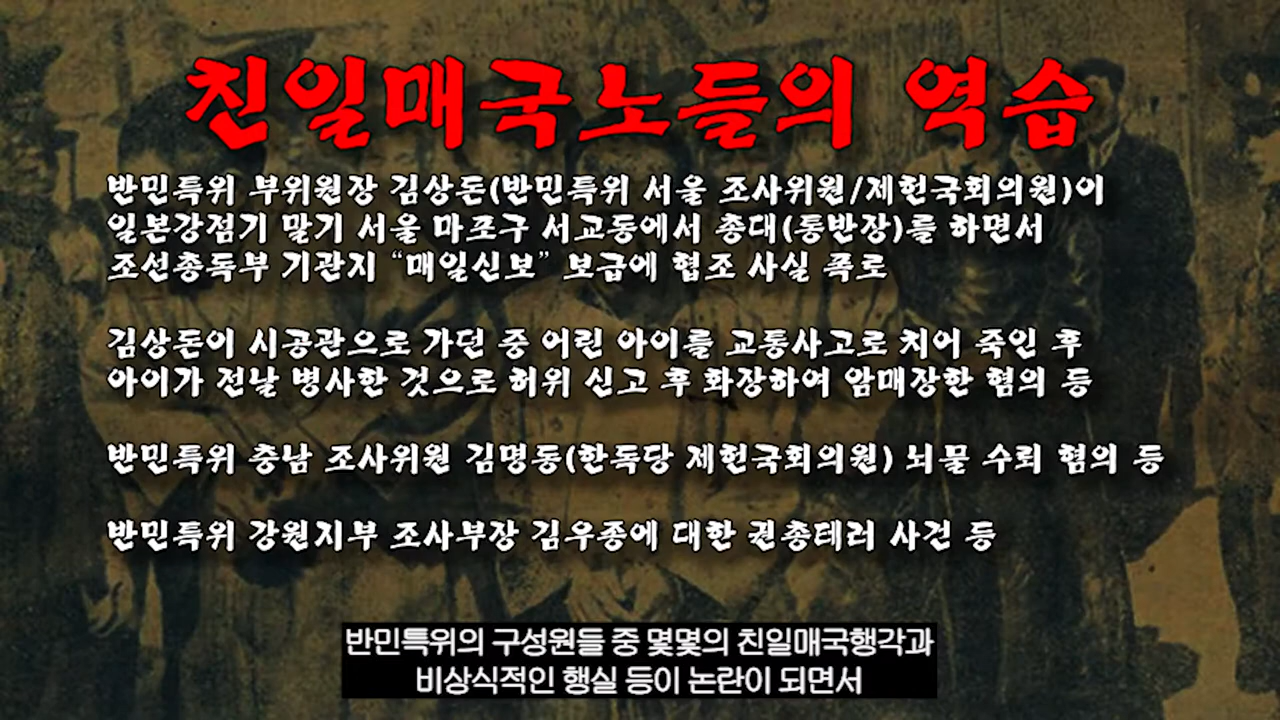 친일매국노들의 역습
반민특위 부위원장 김상돈(반민특위 서울 조사위원/제헌국회의원)이
일본강점기 말기 서울 마포구 서교동에서 총대(통반장)를 하면서
조선총독부 기관지 “매일신보” 보급에 협조 사실 폭로
김상돈이 시공관으로 가던 중 어린 아이를 교통사고로 치어 죽인 후
아이가 전날 병사한 것으로 허위 신고 후 화장하여 암매장한 혐의 등
반민특위 충남 조사위원 김명동(한독당 제헌국회의원) 뇌물 수뢰 혐의 등
반민특위 강원지부 조사부장 김우종에 대한 권총테러 사건 등
반민특위의 구성원들 중 몇몇의 친일매국행각과
비상식적인 행실 등이 논란이 되면서